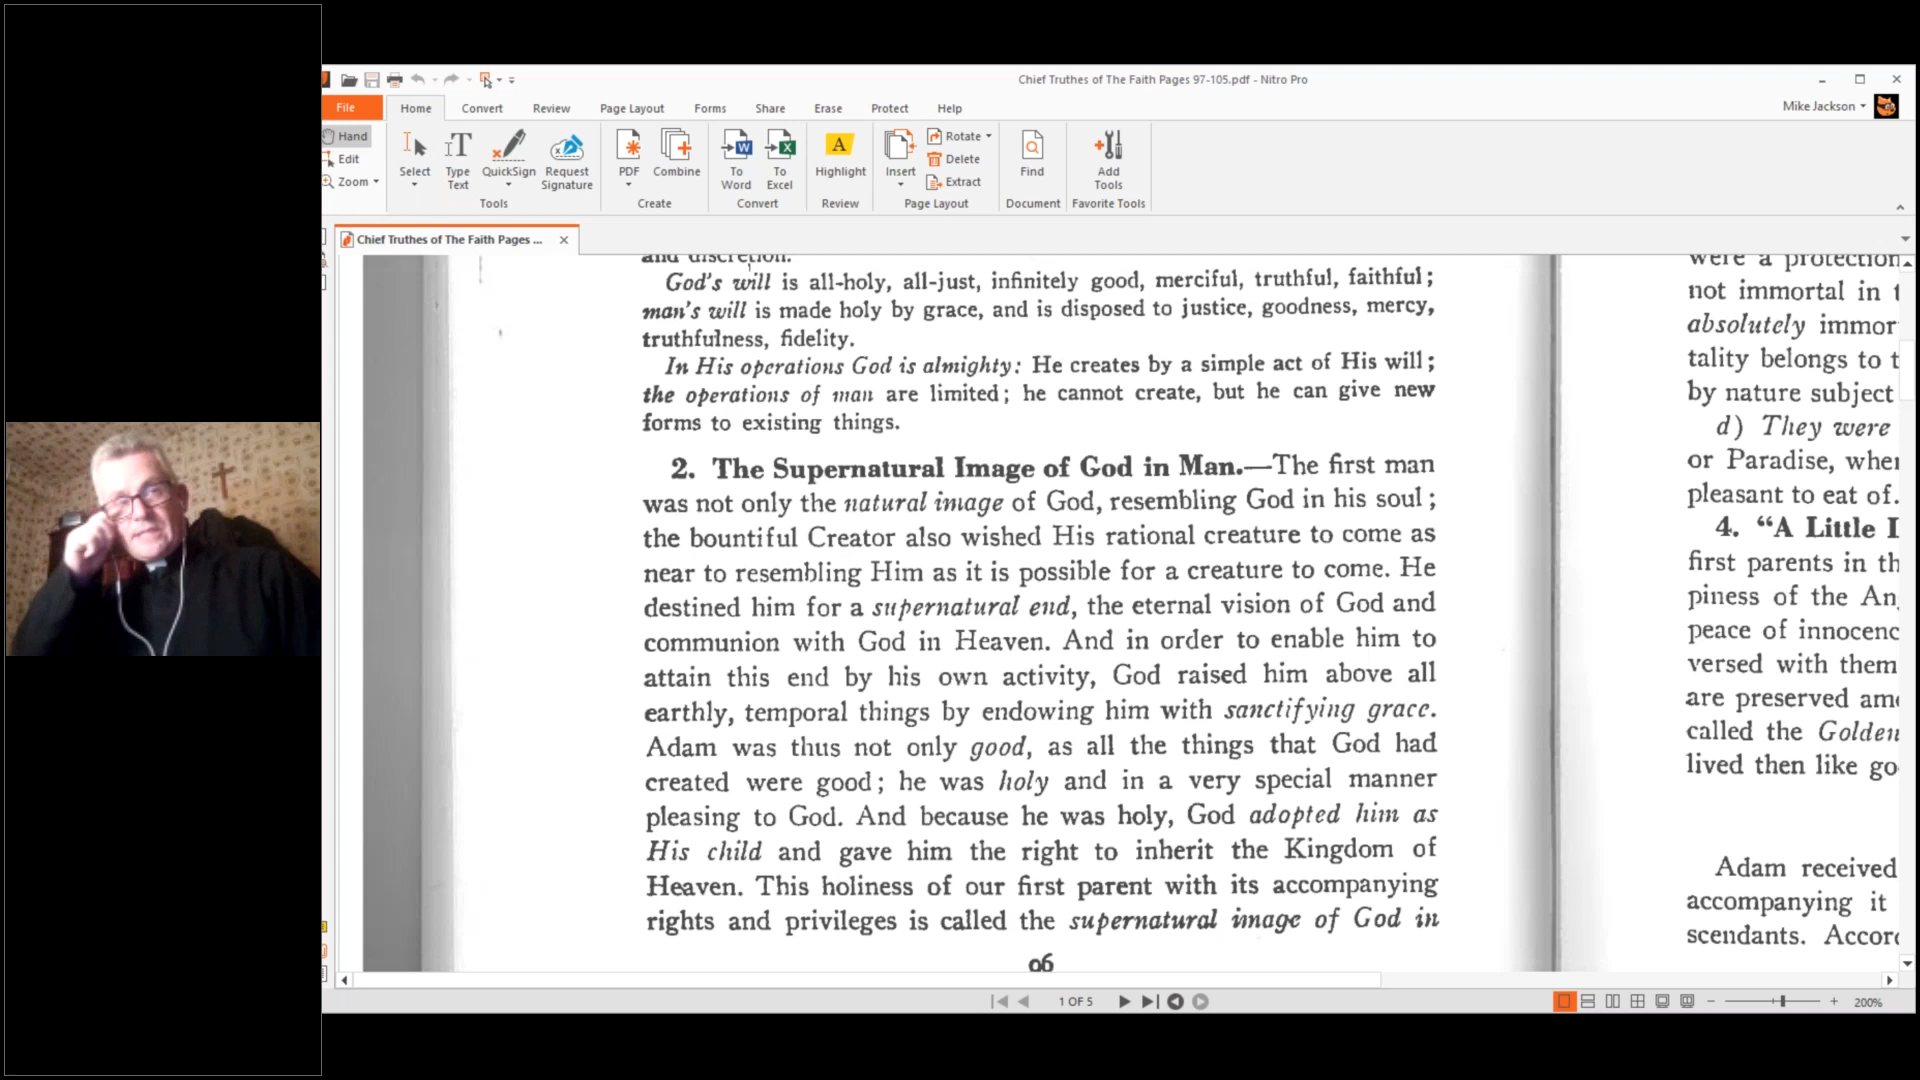 Chief Truthes of The Faith Pages 97-105.pdf - Nitro Pro
File
Home
Convert
Review
Page Layout
Forms
Share
Erase
Protect
Help
Mike Jackson
Hand
Edit
Zoom
Select
Type Text
QuickSign
Request Signature
Tools
PDF
Combine
Create
To Word
To Excel
Convert
Highlight
Review
Insert
Rotate
Delete
Extract
Page Layout
Find
Document
Add Tools
Favorite Tools
Chief Truthes of The Faith Pages ...
and discretion.
God's will is all-holy, all-just, infinitely good, merciful, truthful, faithful;
man's will is made holy by grace, and is disposed to justice, goodness, mercy,
truthfulness, fidelity.
In His operations God is almighty: He creates by a simple act of His will;
the operations of man are limited; he cannot create, but he can give new
forms to existing things.
2. The Supernatural Image of God in Man.—The first man
was not only the natural image of God, resembling God in his soul;
the bountiful Creator also wished His rational creature to come as
near to resembling Him as it is possible for a creature to come. He
destined him for a supernatural end, the eternal vision of God and
communion with God in Heaven. And in order to enable him to
attain this end by his own activity, God raised him above all
earthly, temporal things by endowing him with sanctifying grace.
Adam was thus not only good, as all the things that God had
created were good; he was holy and in a very special manner
pleasing to God. And because he was holy, God adopted him as
His child and gave him the right to inherit the Kingdom of
Heaven. This holiness of our first parent with its accompanying
rights and privileges is called the supernatural image of God in
96
were a protection
not immortal in t
absolutely immor
tality belongs to t
by nature subject
d) They were
or Paradise, wher
pleasant to eat of.
4. "A Little
first parents in th
piness of the An
peace of innocenc
versed with them
are preserved am
called the Golden
lived then like go
Adam received
accompanying it
scendants. Accor
1 OF 5
200%